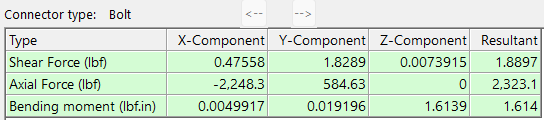 Connector type: Bolt <-- -->
Type X-Component Y-Component Z-Component Resultant
Shear Force (lbf) 0.47558 1.8289 0.0073915 1.8897
Axial Force (lbf) -2,248.3 584.63 0 2,323.1
Bending moment (lbf.in) 0.0049917 0.019196 1.6139 1.614